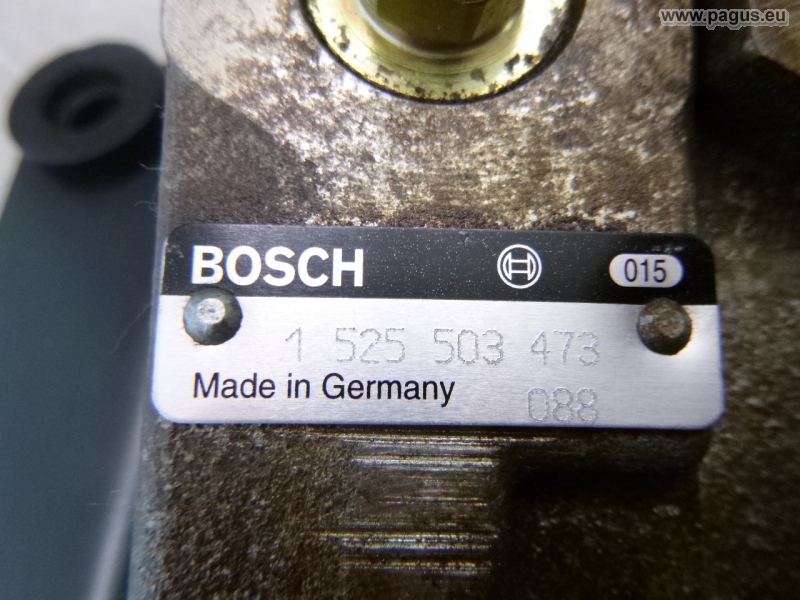 www.pagus.eu
BOSCH 015
1 525 503 473
Made in Germany
088